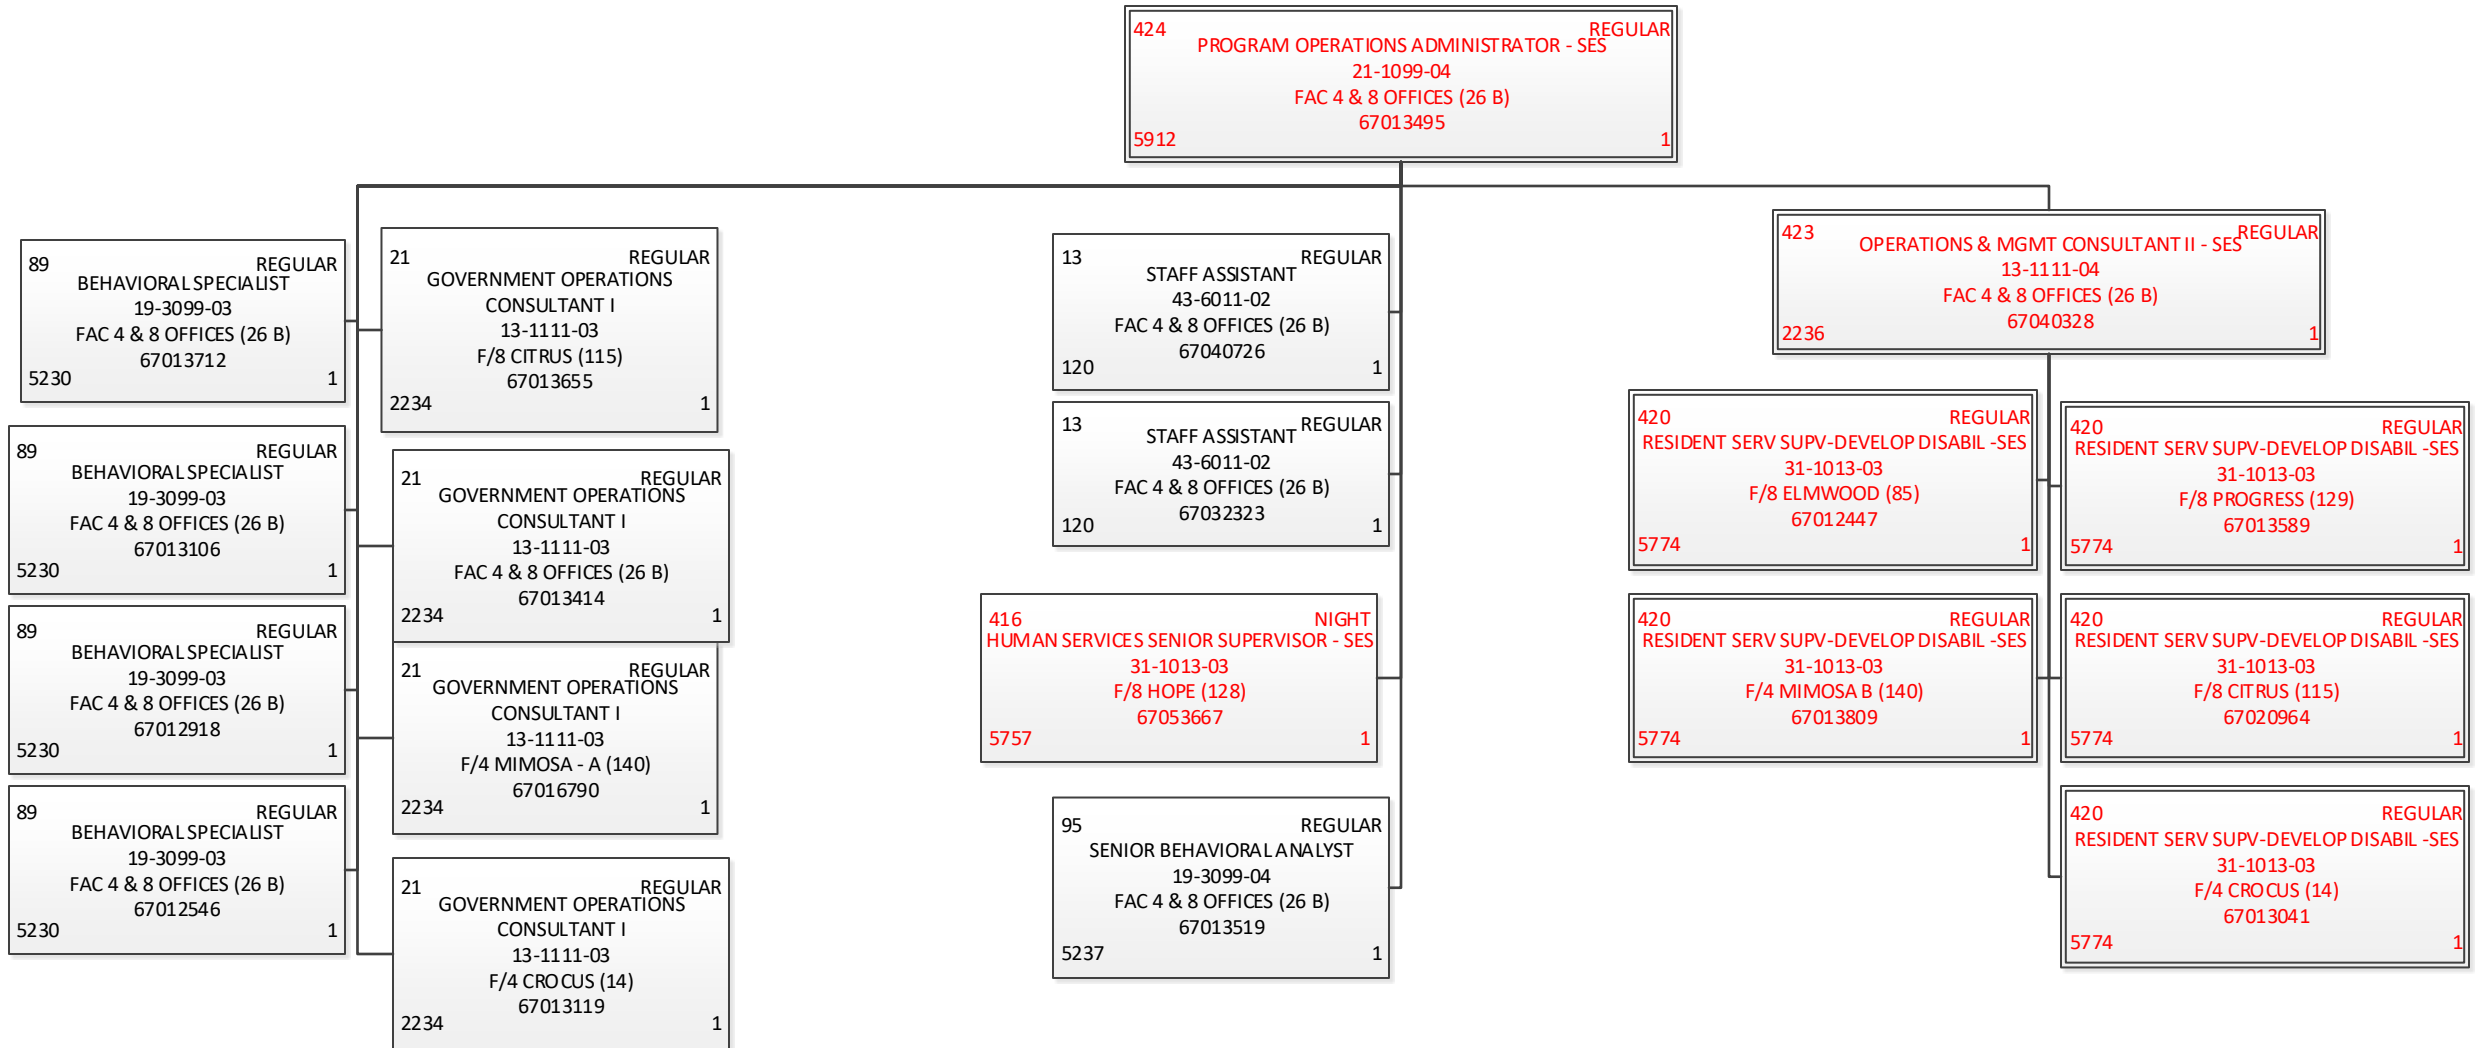 424 REGULAR
PROGRAM OPERATIONS ADMINISTRATOR - SES
21-1099-04
FAC 4 & 8 OFFICES (26 B)
67013495
5912 1
89 REGULAR
BEHAVIORAL SPECIALIST
19-3099-03
FAC 4 & 8 OFFICES (26 B)
67013712
5230 1
89 REGULAR
BEHAVIORAL SPECIALIST
19-3099-03
FAC 4 & 8 OFFICES (26 B)
67013106
5230 1
89 REGULAR
BEHAVIORAL SPECIALIST
19-3099-03
FAC 4 & 8 OFFICES (26 B)
67012918
5230 1
89 REGULAR
BEHAVIORAL SPECIALIST
19-3099-03
FAC 4 & 8 OFFICES (26 B)
67012546
5230 1
21 REGULAR
GOVERNMENT OPERATIONS
CONSULTANT I
13-1111-03
F/8 CITRUS (115)
67013655
2234 1
21 REGULAR
GOVERNMENT OPERATIONS
CONSULTANT I
13-1111-03
FAC 4 & 8 OFFICES (26 B)
67013414
2234 1
21 REGULAR
GOVERNMENT OPERATIONS
CONSULTANT I
13-1111-03
F/4 MIMOSA - A (140)
67016790
2234 1
21 REGULAR
GOVERNMENT OPERATIONS
CONSULTANT I
13-1111-03
F/4 CROCUS (14)
67013119
2234 1
13 REGULAR
STAFF ASSISTANT
43-6011-02
FAC 4 & 8 OFFICES (26 B)
67040726
120 1
13 REGULAR
STAFF ASSISTANT
43-6011-02
FAC 4 & 8 OFFICES (26 B)
67032323
120 1
416 NIGHT
HUMAN SERVICES SENIOR SUPERVISOR - SES
31-1013-03
F/8 HOPE (128)
67053667
5757 1
95 REGULAR
SENIOR BEHAVIORAL ANALYST
19-3099-04
FAC 4 & 8 OFFICES (26 B)
67013519
5237 1
423 REGULAR
OPERATIONS & MGMT CONSULTANT II - SES
13-1111-04
FAC 4 & 8 OFFICES (26 B)
67040328
2236 1
420 REGULAR
RESIDENT SERV SUPV-DEVELOP DISABIL -SES
31-1013-03
F/8 ELMWOOD (85)
67012447
5774 1
420 REGULAR
RESIDENT SERV SUPV-DEVELOP DISABIL -SES
31-1013-03
F/8 PROGRESS (129)
67013589
5774 1
420 REGULAR
RESIDENT SERV SUPV-DEVELOP DISABIL -SES
31-1013-03
F/4 MIMOSA B (140)
67013809
5774 1
420 REGULAR
RESIDENT SERV SUPV-DEVELOP DISABIL -SES
31-1013-03
F/8 CITRUS (115)
67020964
5774 1
420 REGULAR
RESIDENT SERV SUPV-DEVELOP DISABIL -SES
31-1013-03
F/4 CROCUS (14)
67013041
5774 1